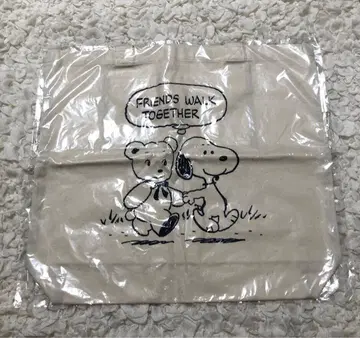 FRIENDS WALK
TOGETHER